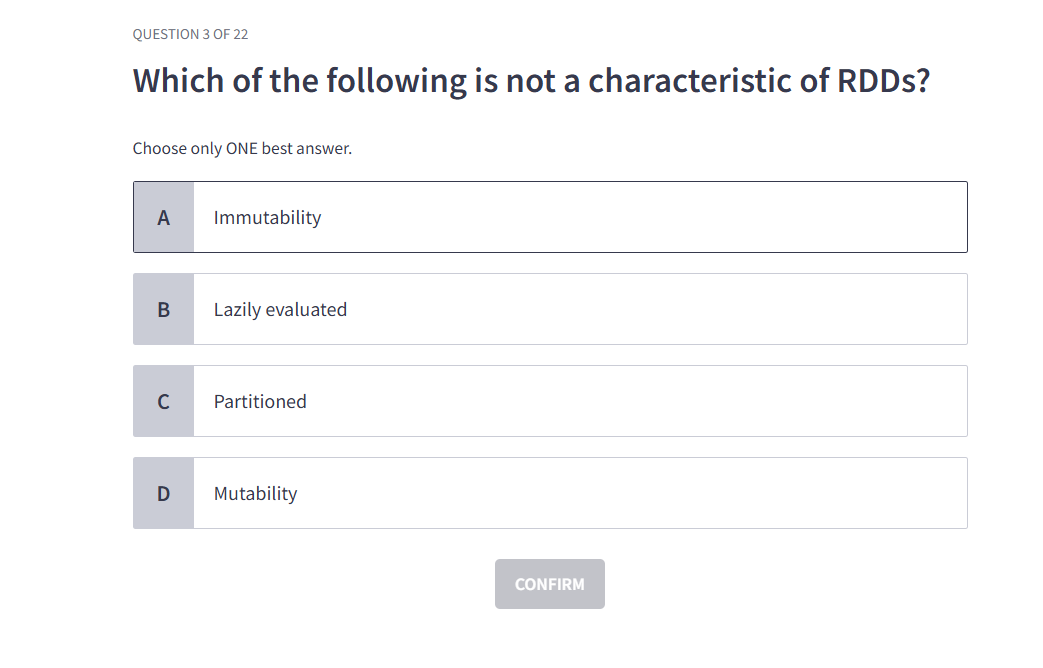 QUESTION 3 OF 22
Which of the following is not a characteristic of RDDs?
Choose only ONE best answer.
A Immutability
B Lazily evaluated
C Partitioned
D Mutability
CONFIRM